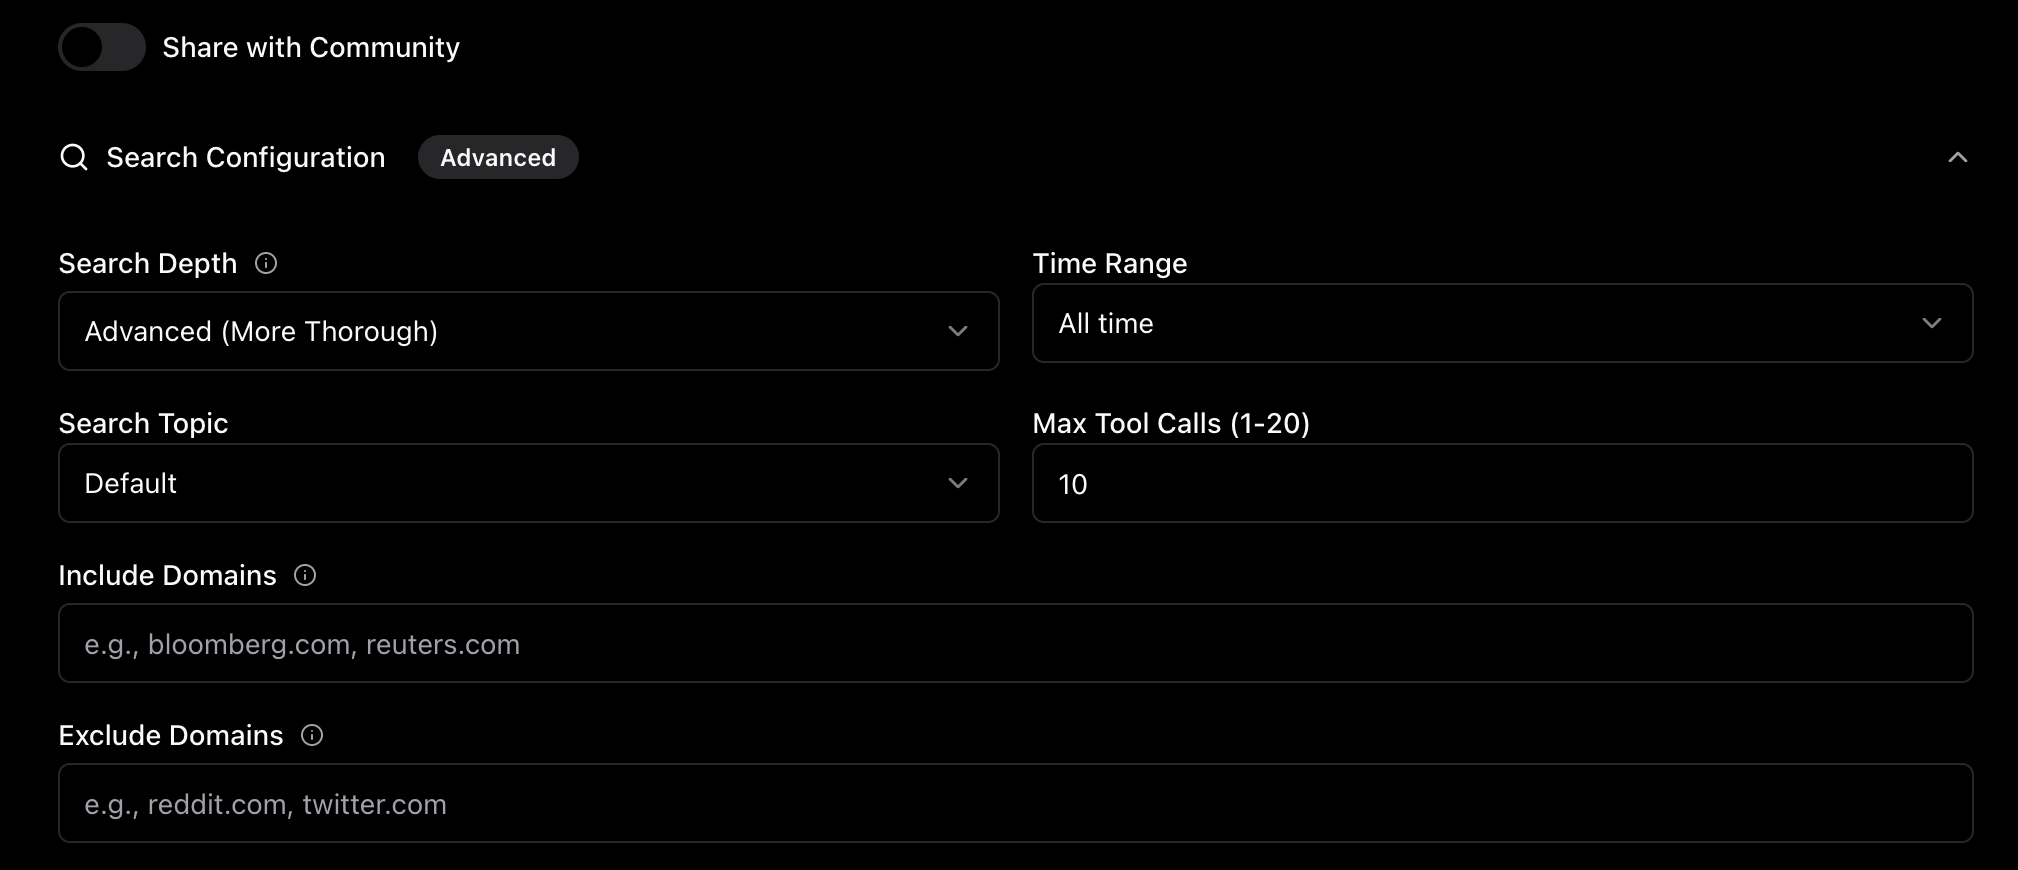 Share with Community
Search Configuration Advanced
Search Depth
Advanced (More Thorough)
Time Range
All time
Search Topic
Default
Max Tool Calls (1-20)
10
Include Domains
e.g., bloomberg.com, reuters.com
Exclude Domains
e.g., reddit.com, twitter.com